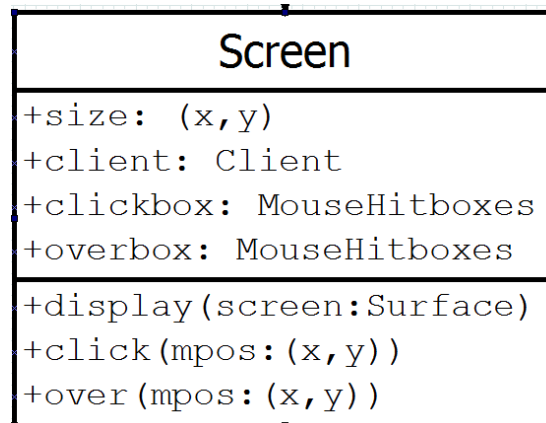 Screen
+size: (x,y)
+client: Client
+clickbox: MouseHitboxes
+overbox: MouseHitboxes
+display(screen:Surface)
+click(mpos:(x,y))
+over(mpos:(x,y))